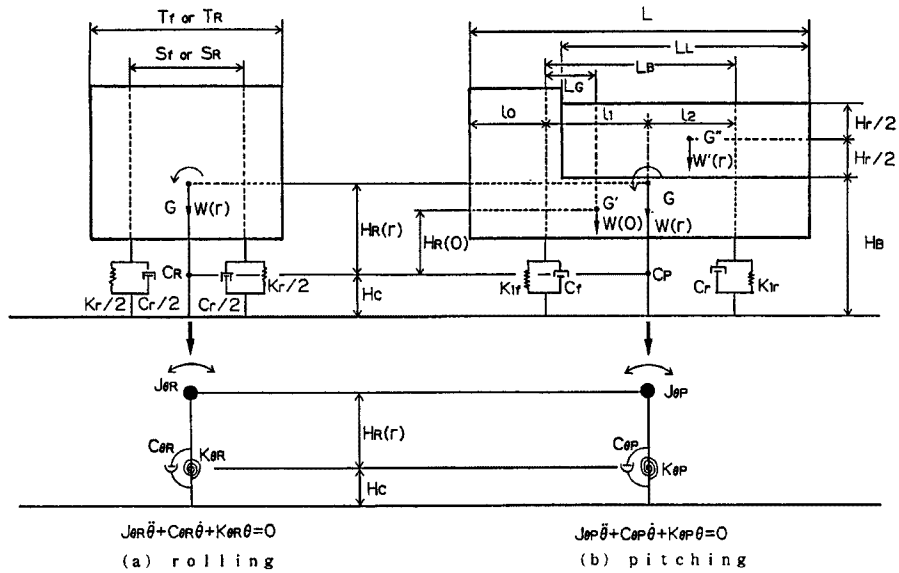 Tf or TR
Sf or SR
G
W(r)
HR(r)
HR(0)
CR
Kr/2
Cr/2
Cr/2
Kr/2
Hc
L
LL
LB
LG
l0
l1
l2
G"
W'(r)
Hr/2
Hr/2
G
G'
W(0)
W(r)
HB
K1f
Cf
CP
Cr
K1r
JθR
CθR
KθR
HR(r)
Hc
JθP
CθP
KθP
JθRθ̈+CθRθ̇+KθRθ=0
JθPθ̈+CθPθ̇+KθPθ=0
(a) rolling
(b) pitching